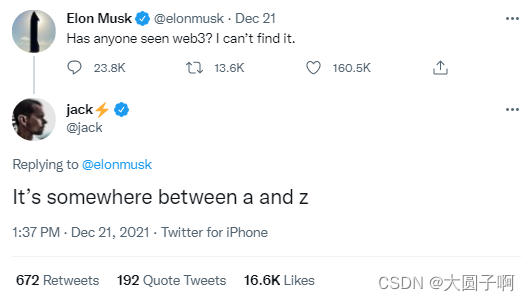 Elon Musk @elonmusk · Dec 21
Has anyone seen web3? I can't find it.
23.8K 13.6K 160.5K
jack⚡
@jack
Replying to @elonmusk
It's somewhere between a and z
1:37 PM · Dec 21, 2021 · Twitter for iPhone
672 Retweets 192 Quote Tweets 16.6K Likes
CSDN @大圆子啊